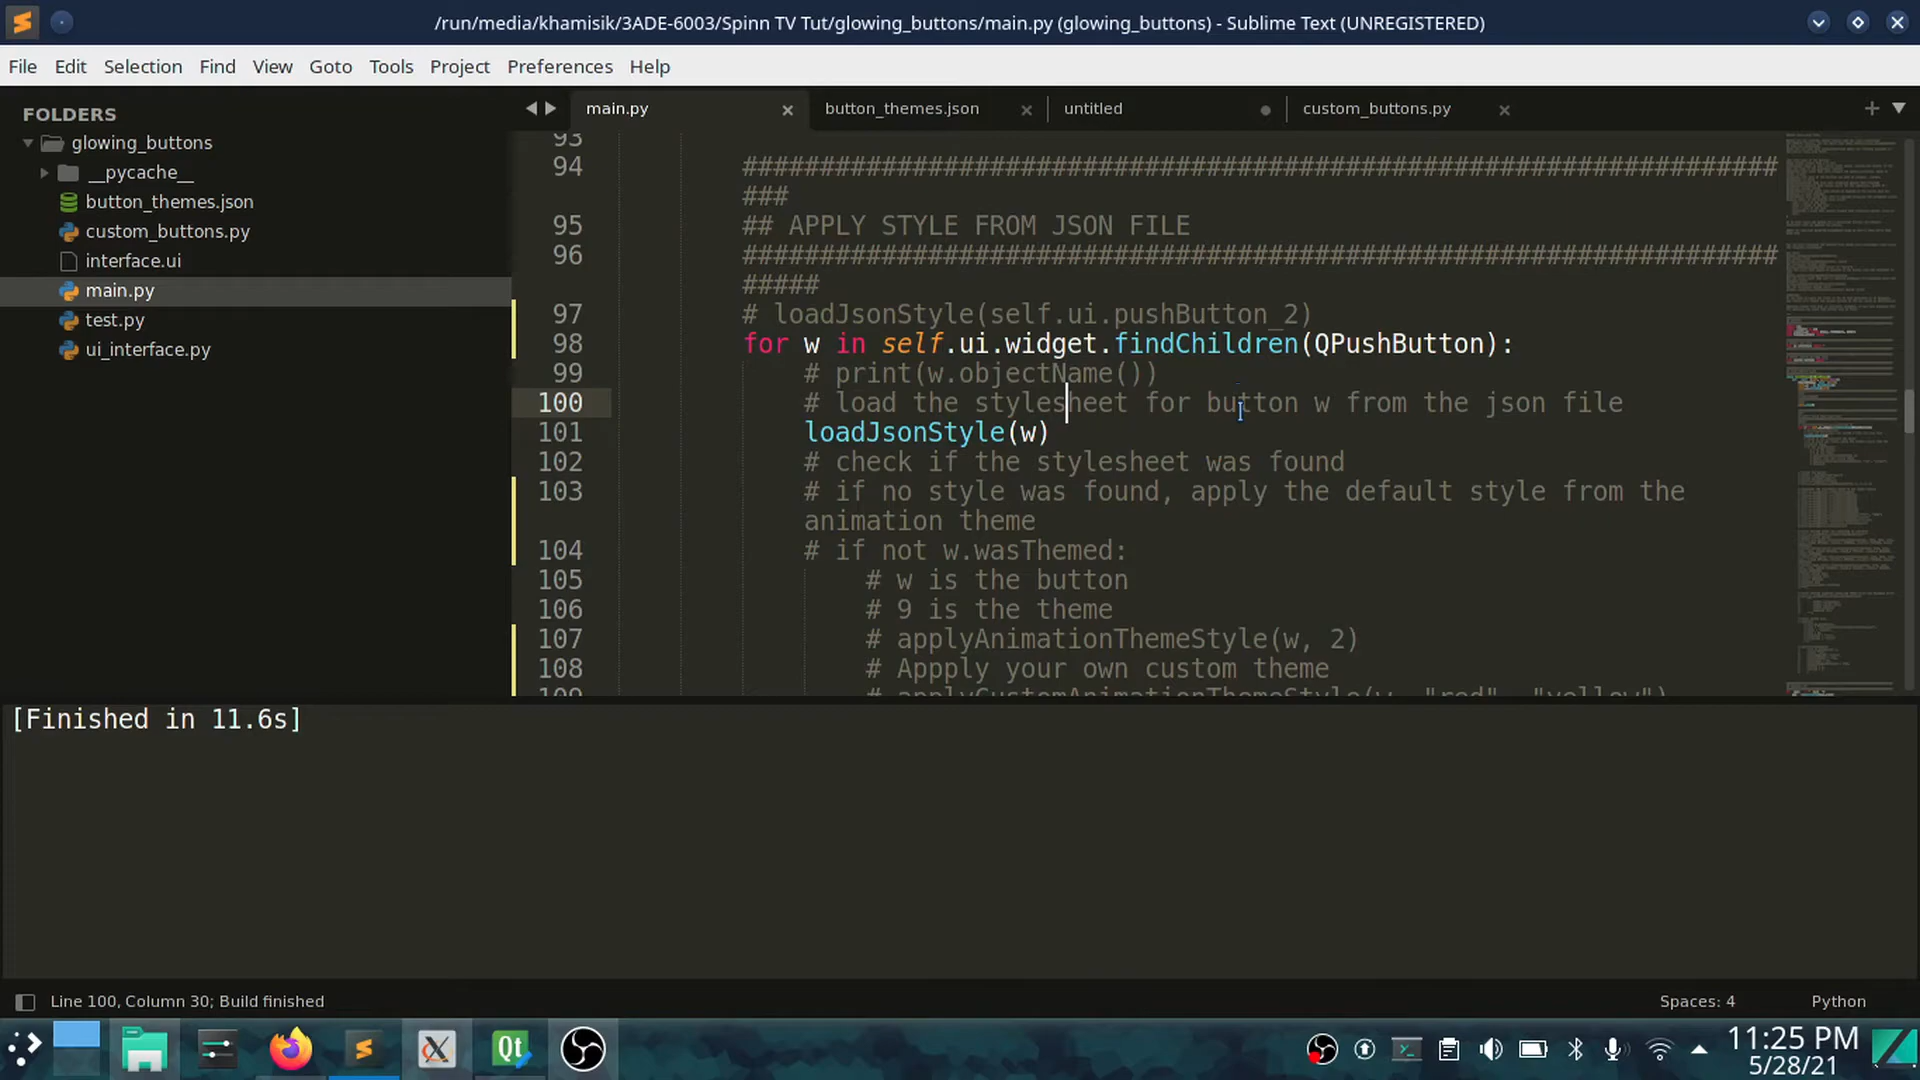 /run/media/khamisik/3ADE-6003/Spinn TV Tut/glowing_buttons/main.py (glowing_buttons) - Sublime Text (UNREGISTERED)
File Edit Selection Find View Goto Tools Project Preferences Help
FOLDERS
glowing_buttons
__pycache__
button_themes.json
custom_buttons.py
interface.ui
main.py
test.py
ui_interface.py
main.py button_themes.json untitled custom_buttons.py
93
94 ###################################################################
###
95 ## APPLY STYLE FROM JSON FILE
96 ###################################################################
#####
97 # loadJsonStyle(self.ui.pushButton_2)
98 for w in self.ui.widget.findChildren(QPushButton):
99 # print(w.objectName())
100 # load the stylesheet for button w from the json file
101 loadJsonStyle(w)
102 # check if the stylesheet was found
103 # if no style was found, apply the default style from the
animation theme
104 # if not w.wasThemed:
105 # w is the button
106 # 9 is the theme
107 # applyAnimationThemeStyle(w, 2)
108 # Appply your own custom theme
109 # applyCustomAnimationThemeStyle(w, "red", "yellow")
[Finished in 11.6s]
Line 100, Column 30; Build finished
Spaces: 4 Python
Qt
11:25 PM
5/28/21